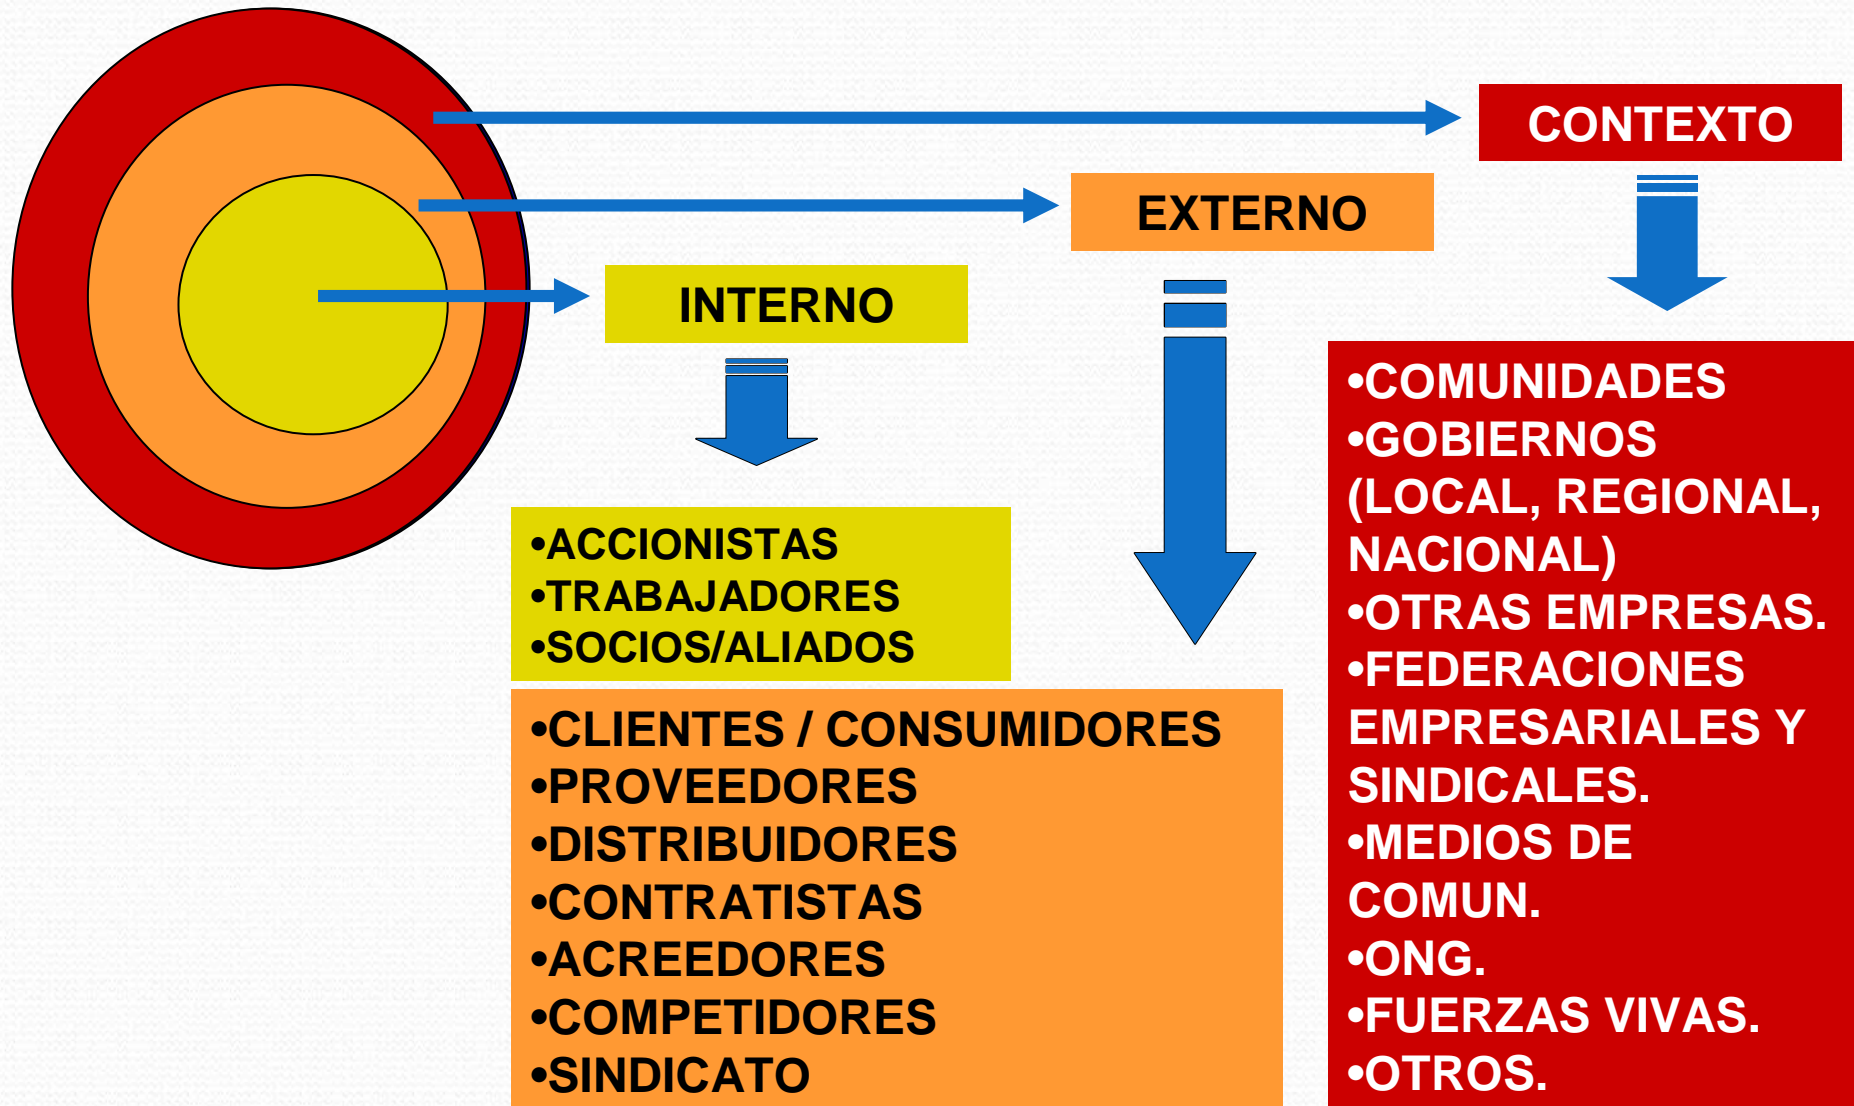 CONTEXTO
EXTERNO
INTERNO
•ACCIONISTAS
•TRABAJADORES
•SOCIOS/ALIADOS
•CLIENTES / CONSUMIDORES
•PROVEEDORES
•DISTRIBUIDORES
•CONTRATISTAS
•ACREEDORES
•COMPETIDORES
•SINDICATO
•COMUNIDADES
•GOBIERNOS
(LOCAL, REGIONAL,
NACIONAL)
•OTRAS EMPRESAS.
•FEDERACIONES
EMPRESARIALES Y
SINDICALES.
•MEDIOS DE
COMUN.
•ONG.
•FUERZAS VIVAS.
•OTROS.